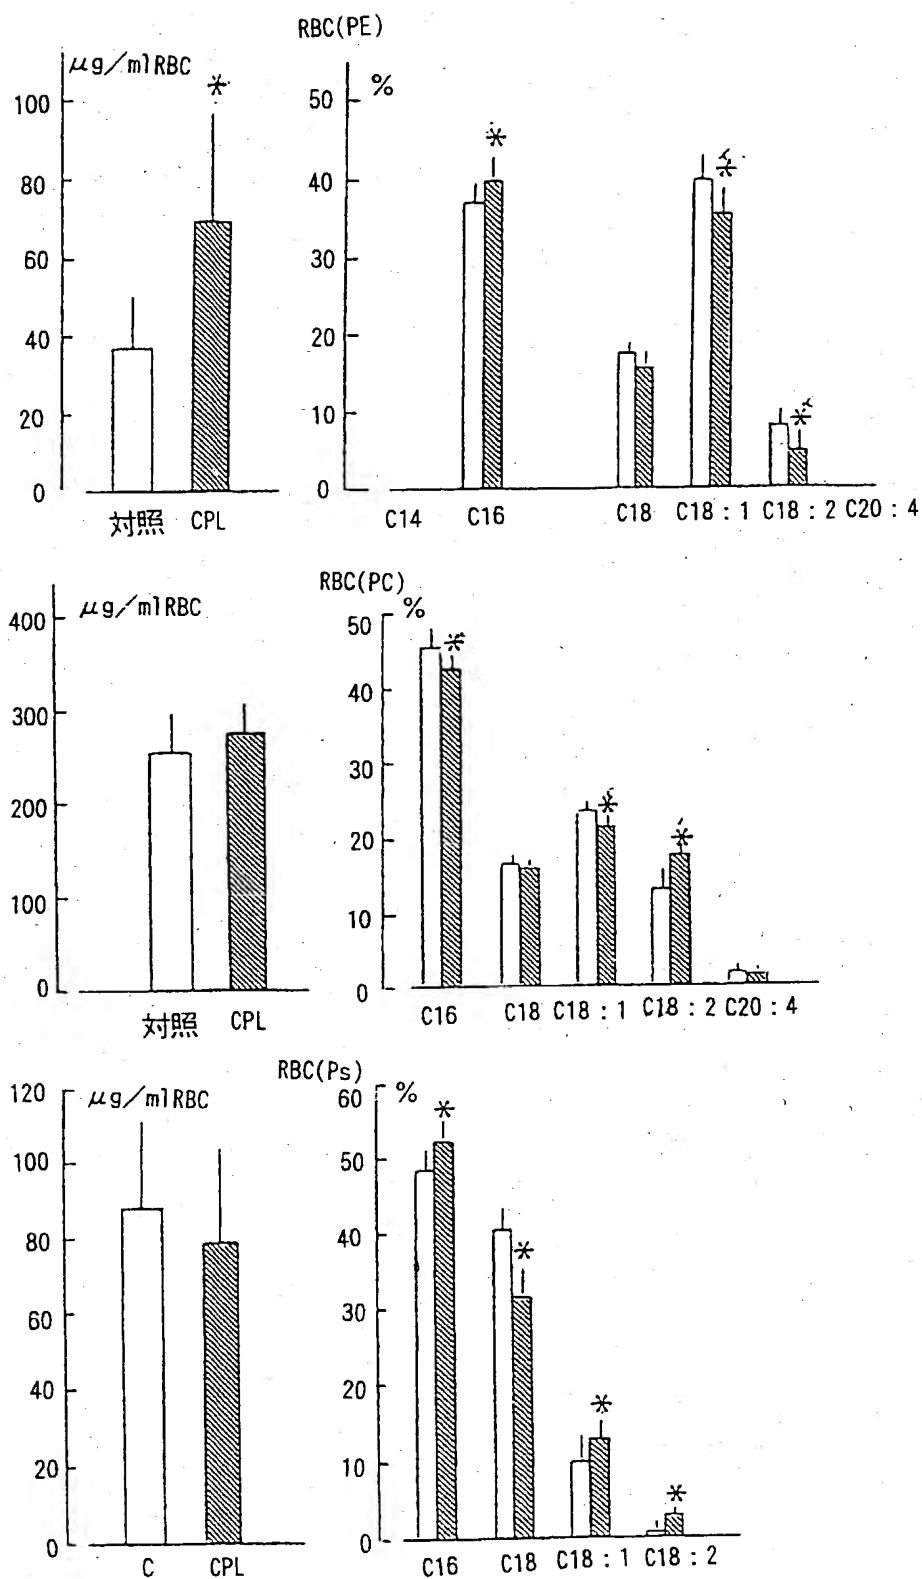 RBC(PE)
μg/mlRBC
100
80
60
40
20
0
対照 CPL
%
50
40
30
20
10
0
* * * *
*
C14 C16 C18 C18:1 C18:2 C20:4
RBC(PC)
μg/mlRBC
400
300
200
100
0
対照 CPL
%
50
40
30
20
10
0
* * *
C16 C18 C18:1 C18:2 C20:4
RBC(Ps)
μg/mlRBC
120
100
80
60
40
20
0
C CPL
%
60
50
40
30
20
10
0
* * * *
C16 C18 C18:1 C18:2